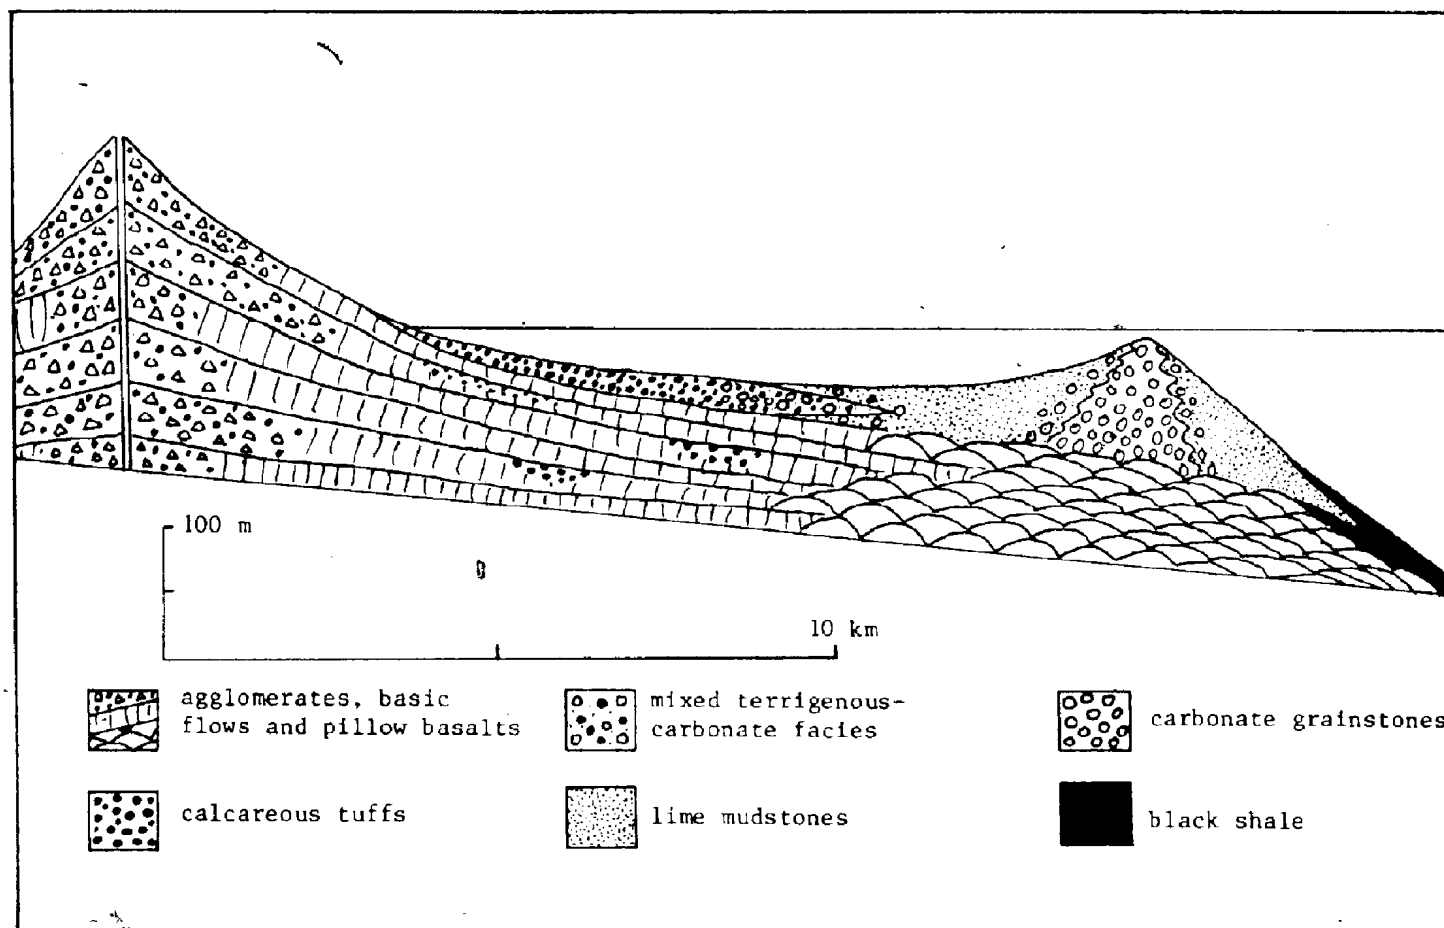 100 m
10 km
agglomerates, basic
flows and pillow basalts
mixed terrigenous-
carbonate facies
carbonate grainstones
calcareous tuffs
lime mudstones
black shale